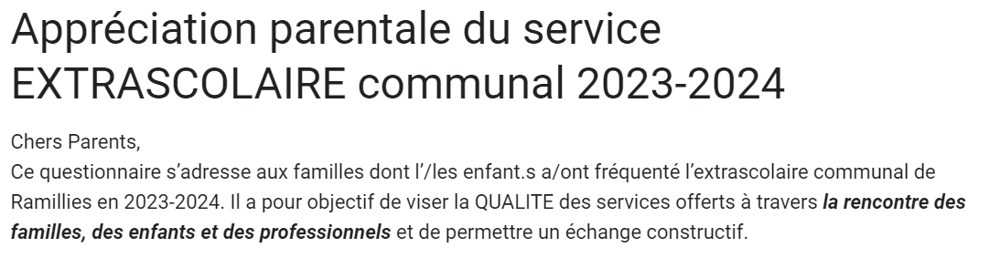 Appréciation parentale du service
EXTRASCOLAIRE communal 2023-2024
Chers Parents,
Ce questionnaire s’adresse aux familles dont l’/les enfant.s a/ont fréquenté l’extrascolaire communal de
Ramillies en 2023-2024. Il a pour objectif de viser la QUALITE des services offerts à travers la rencontre des
familles, des enfants et des professionnels et de permettre un échange constructif.